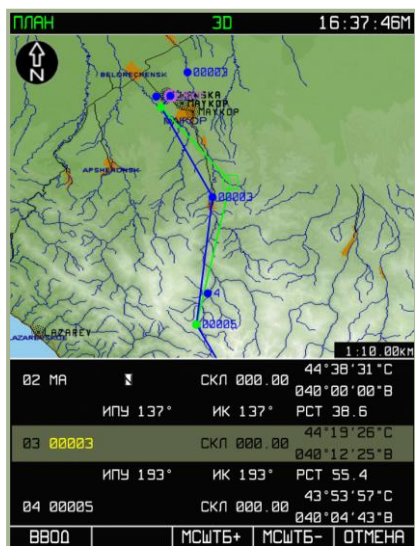 ПЛАН 3D 16:37:46М
N
BELORECHENSK
00003
MAYKOP
MAYKOP
МАЙКОП
APSHERONSK
00003
4
00005
LAZAREV
LAZAREVSKOE
1:10.00км
02 МА СКЛ 000.00 44°38'31"С
040°00'00"В
ИПУ 137° ИК 137° РСТ 38.6
03 00003 СКЛ 000.00 44°19'26"С
040°12'25"В
ИПУ 193° ИК 193° РСТ 55.4
04 00005 СКЛ 000.00 43°53'57"С
040°04'43"В
ВВОД МСШТБ+ МСШТБ- ОТМЕНА